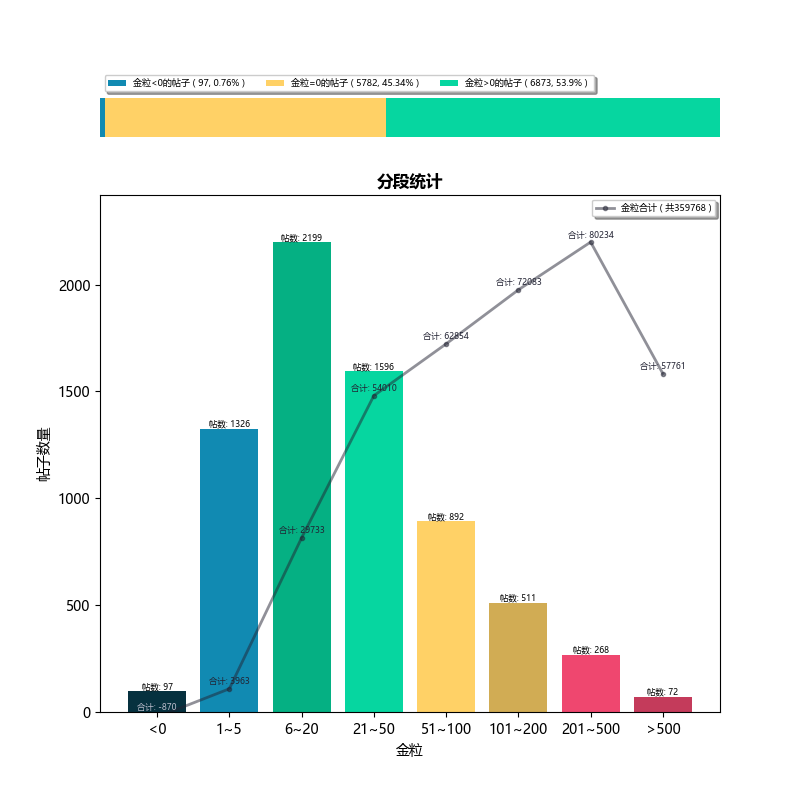 金粒<0的帖子 ( 97, 0.76% ) 金粒=0的帖子 ( 5782, 45.34% ) 金粒>0的帖子 ( 6873, 53.9% )
分段统计
金粒合计 ( 共359768 )
合计: 80234
帖数: 2199
合计: 72083
2000
合计: 62854
帖数: 1596
合计: 57761
1500
合计: 54010
帖数: 1326
帖子数量
1000
帖数: 892
合计: 29733
500
帖数: 511
帖数: 268
合计: 3963
帖数: 97
帖数: 72
合计: -870
0
<0 1~5 6~20 21~50 51~100 101~200 201~500 >500
金粒